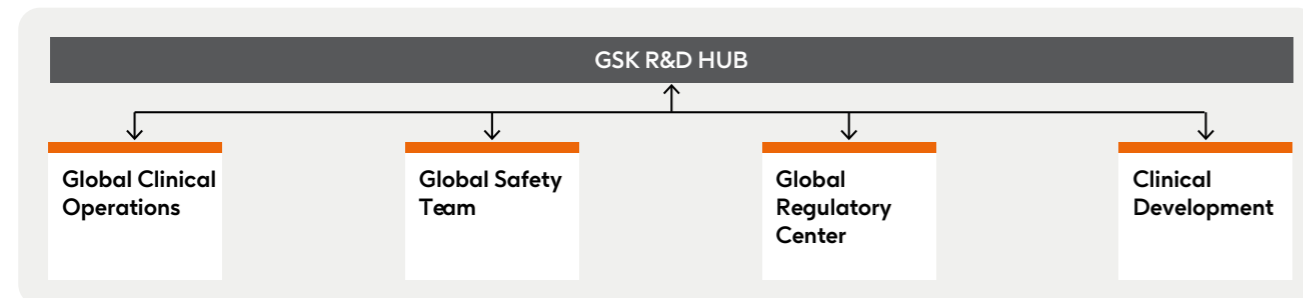 GSK R&D HUB
Global Clinical
Operations
Global Safety
Team
Global
Regulatory
Center
Clinical
Development